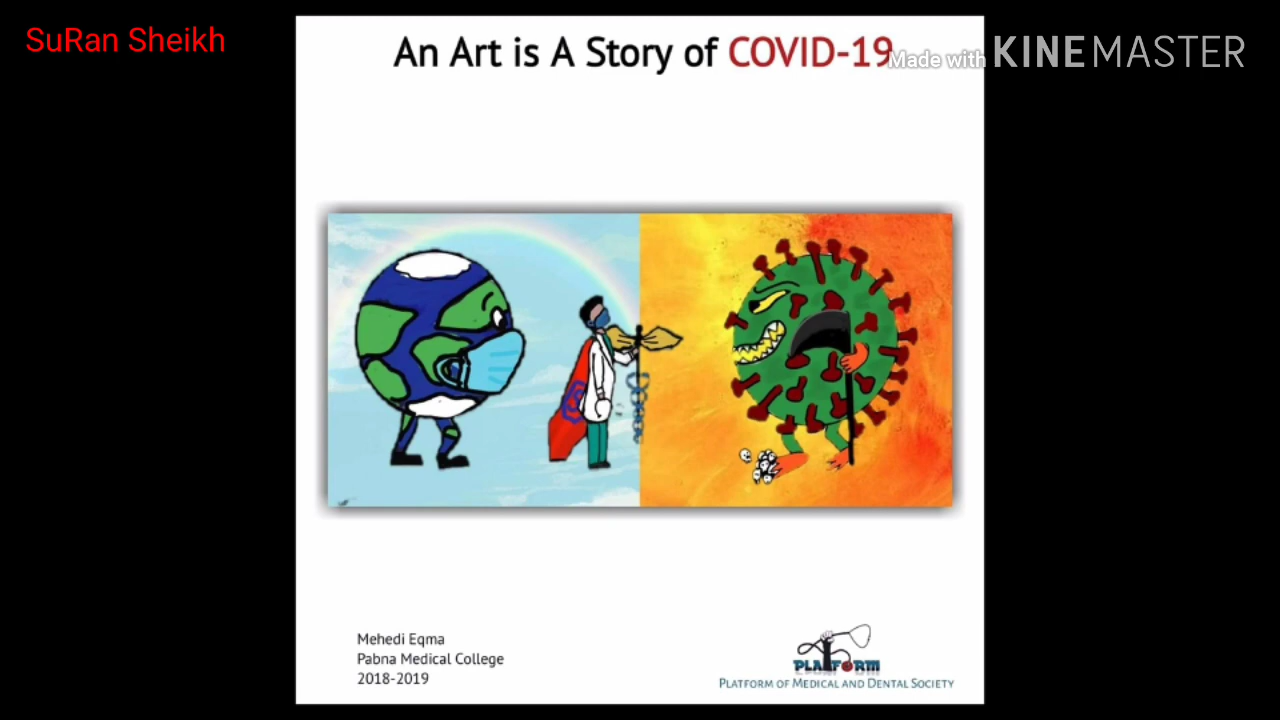 SuRan Sheikh
An Art is A Story of COVID-19
Made with KINEMASTER
Mehedi Eqma
Pabna Medical College
2018-2019
PLATFORM
PLATFORM OF MEDICAL AND DENTAL SOCIETY